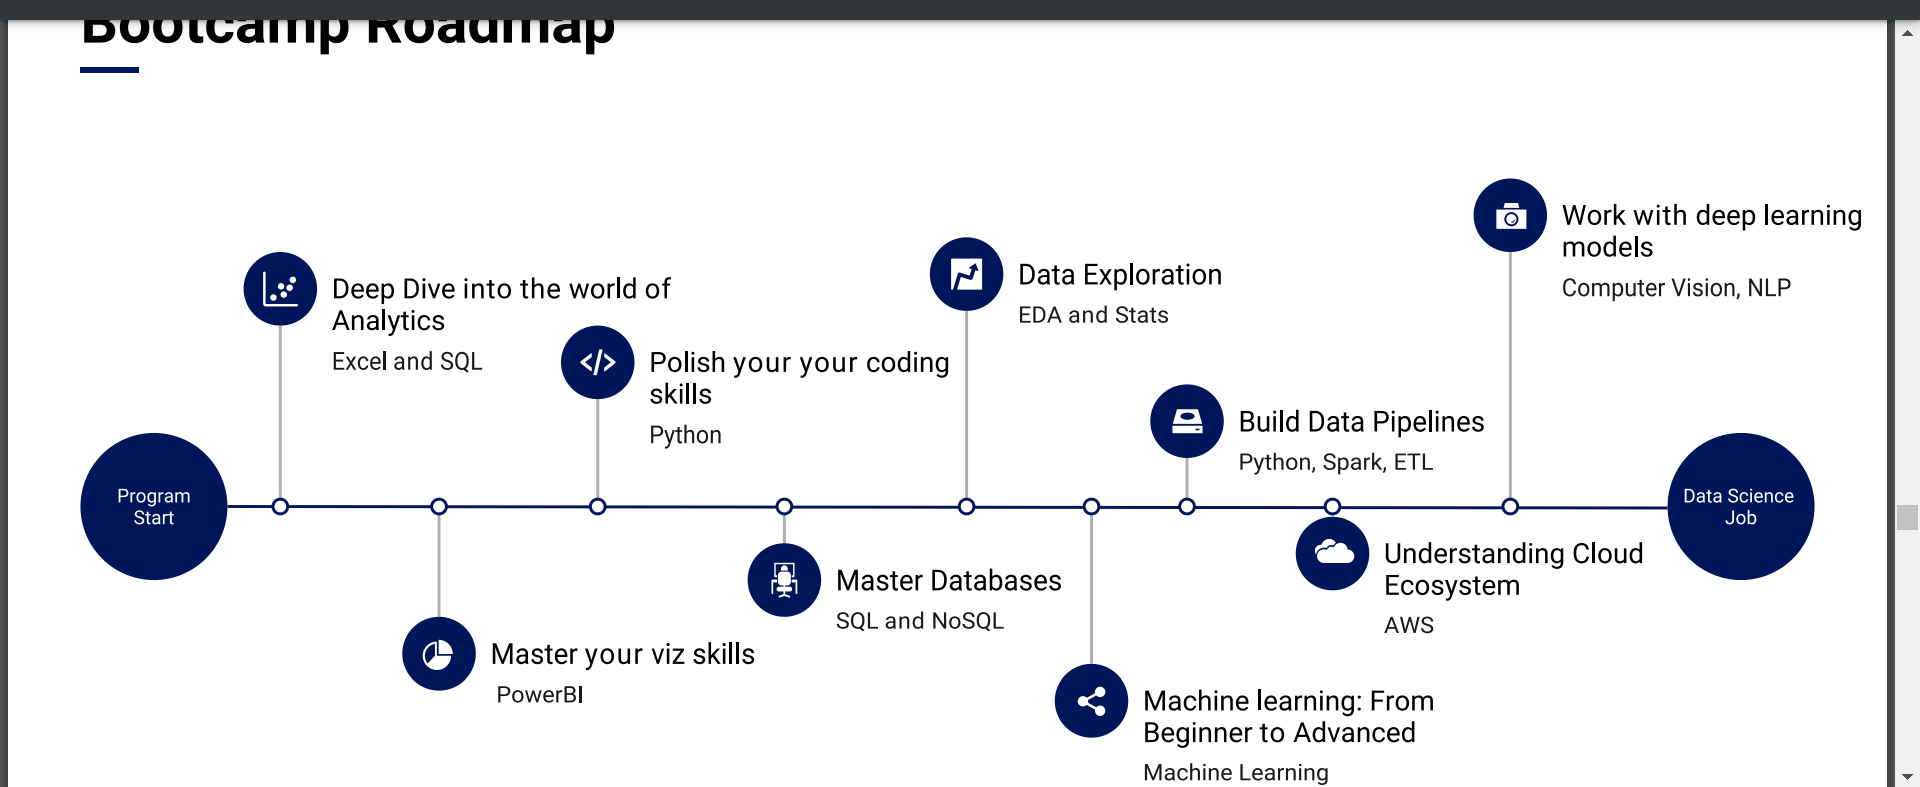 Bootcamp Roadmap
Work with deep learning
models
Computer Vision, NLP
Deep Dive into the world of
Analytics
Excel and SQL
Data Exploration
EDA and Stats
Polish your your coding
skills
Python
Build Data Pipelines
Python, Spark, ETL
Program
Start
Data Science
Job
Master Databases
SQL and NoSQL
Understanding Cloud
Ecosystem
AWS
Master your viz skills
PowerBI
Machine learning: From
Beginner to Advanced
Machine Learning